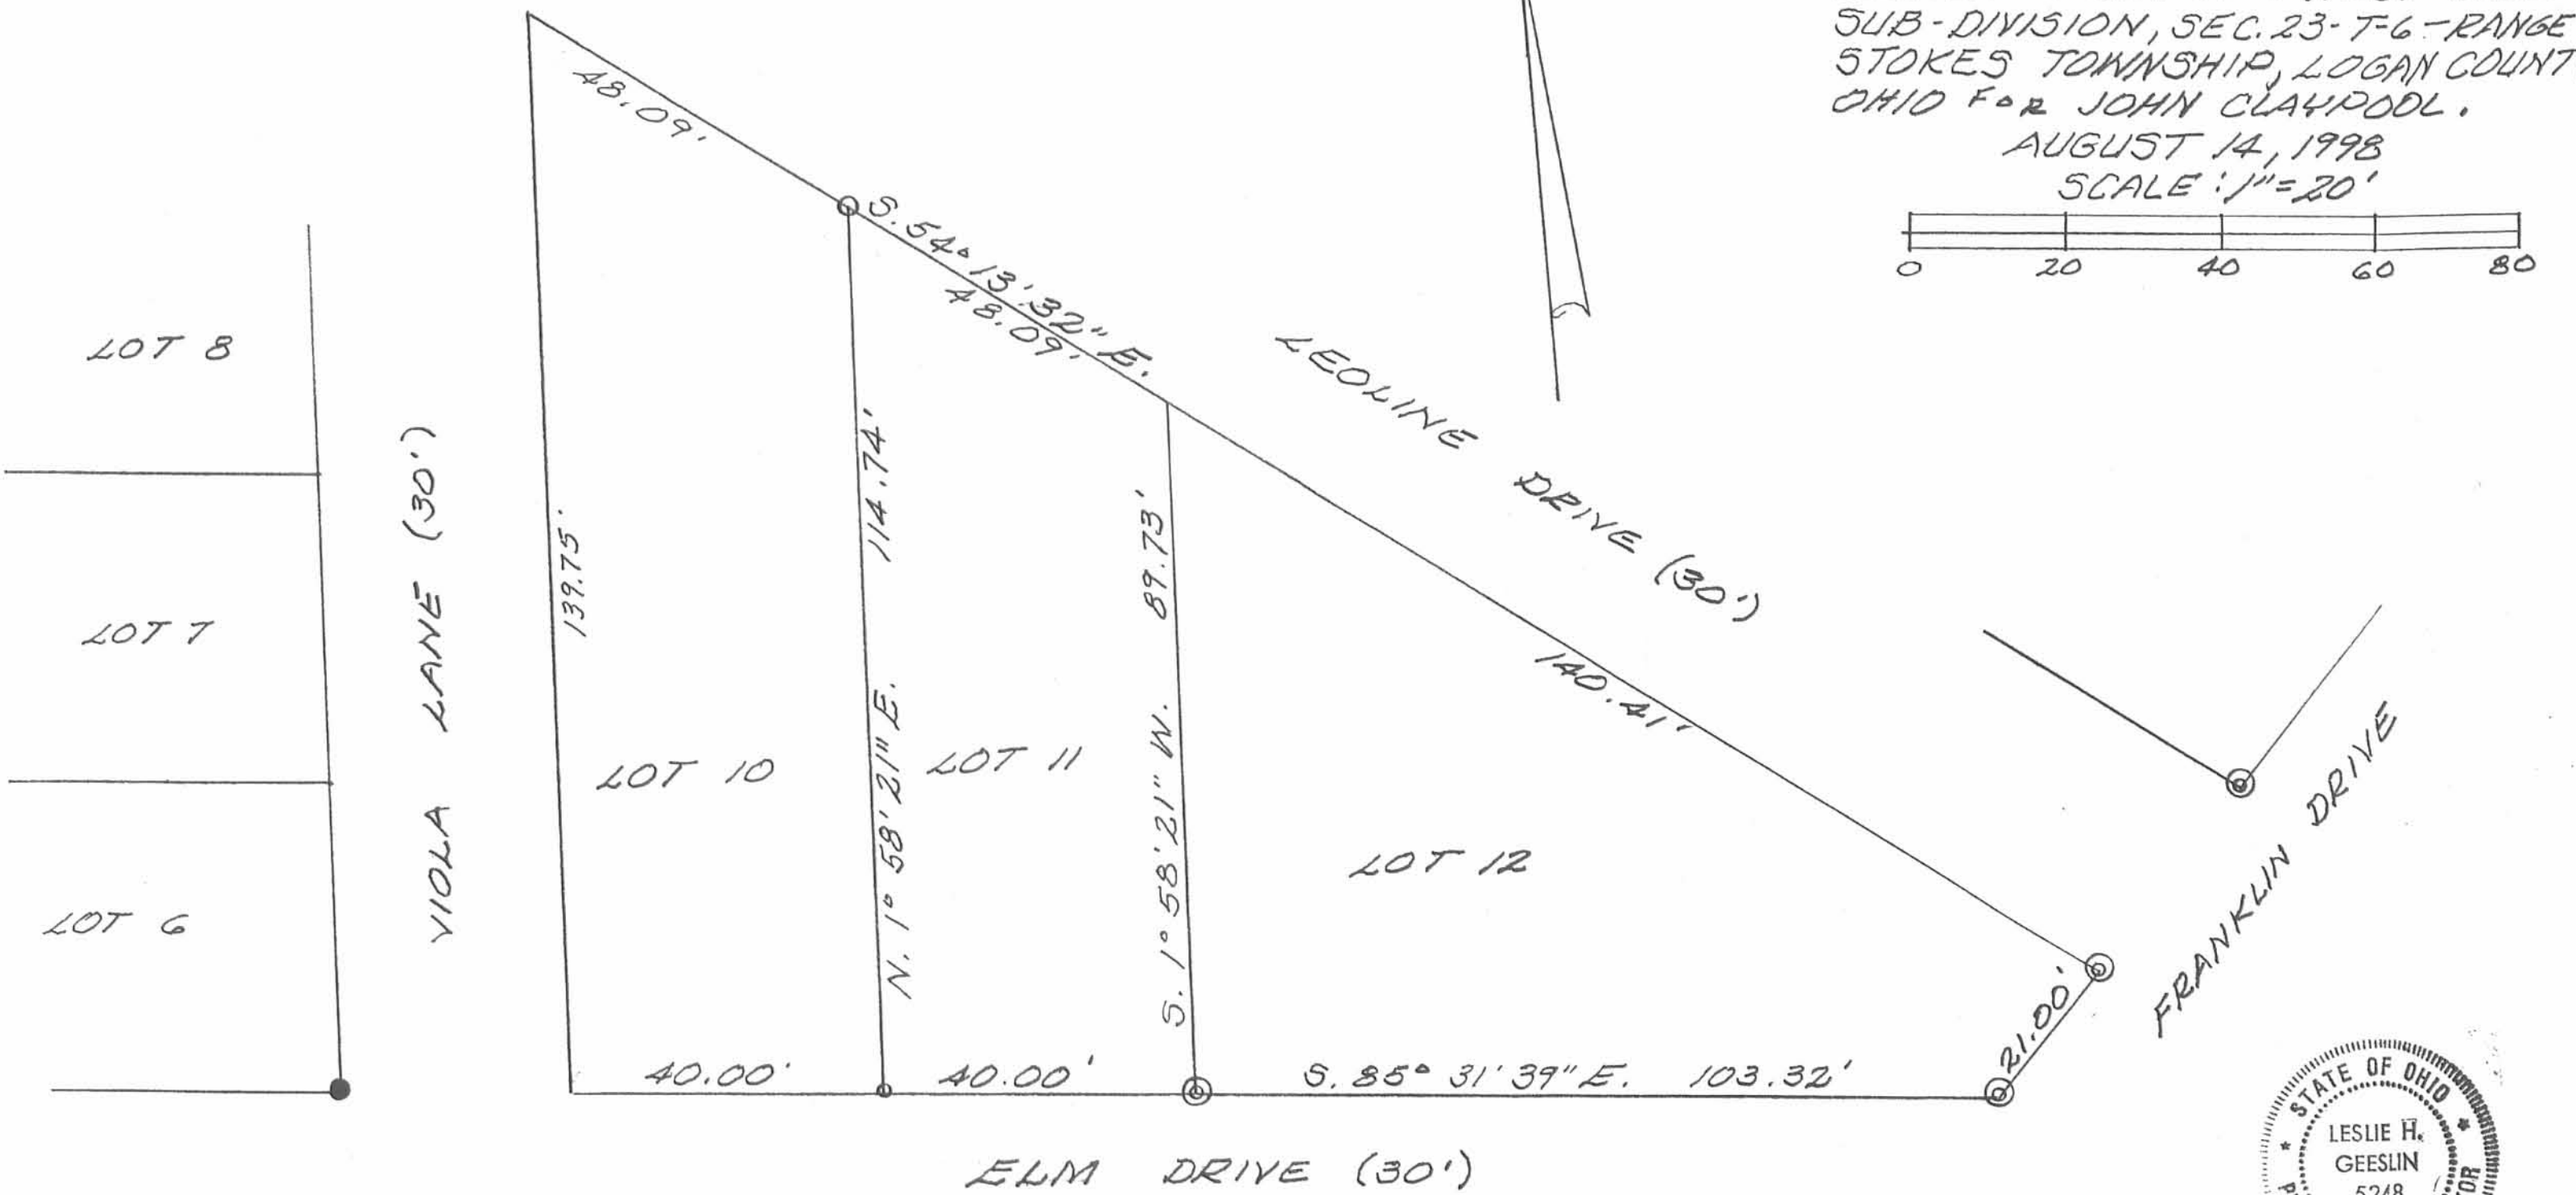 SUB-DIVISION, SEC. 23-T-6-RANGE
STOKES TOWNSHIP, LOGAN COUNT
OHIO FOR JOHN CLAYPOOL.
AUGUST 14, 1998
SCALE: 1"=20'
0 20 40 60 80
48.09'
S. 54° 13' 32" E.
48.09'
LEOLINE DRIVE (30')
140.41'
LOT 8
LOT 7
LOT 6
VIOLA LANE (30')
139.75'
LOT 10
N. 1° 58' 21" E. 114.74'
LOT 11
S. 1° 58' 21" W. 89.73'
LOT 12
FRANKLIN DRIVE
21.00'
40.00'
40.00'
S. 85° 31' 39" E. 103.32'
ELM DRIVE (30')
* STATE OF OHIO *
LESLIE H.
GEESLIN
5248